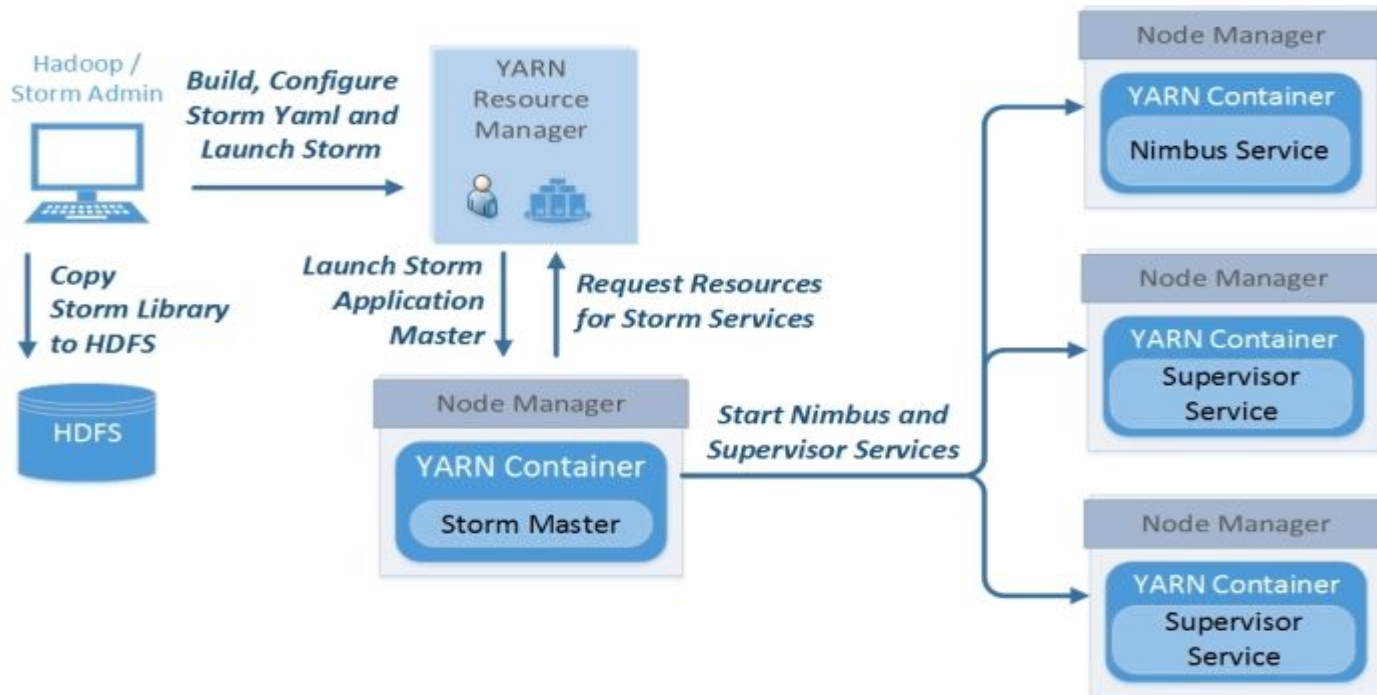 Hadoop /
Storm Admin
Build, Configure
Storm Yaml and
Launch Storm
YARN
Resource
Manager
Copy
Storm Library
to HDFS
HDFS
Launch Storm
Application
Master
Request Resources
for Storm Services
Node Manager
YARN Container
Storm Master
Start Nimbus and
Supervisor Services
Node Manager
YARN Container
Nimbus Service
Node Manager
YARN Container
Supervisor
Service
Node Manager
YARN Container
Supervisor
Service